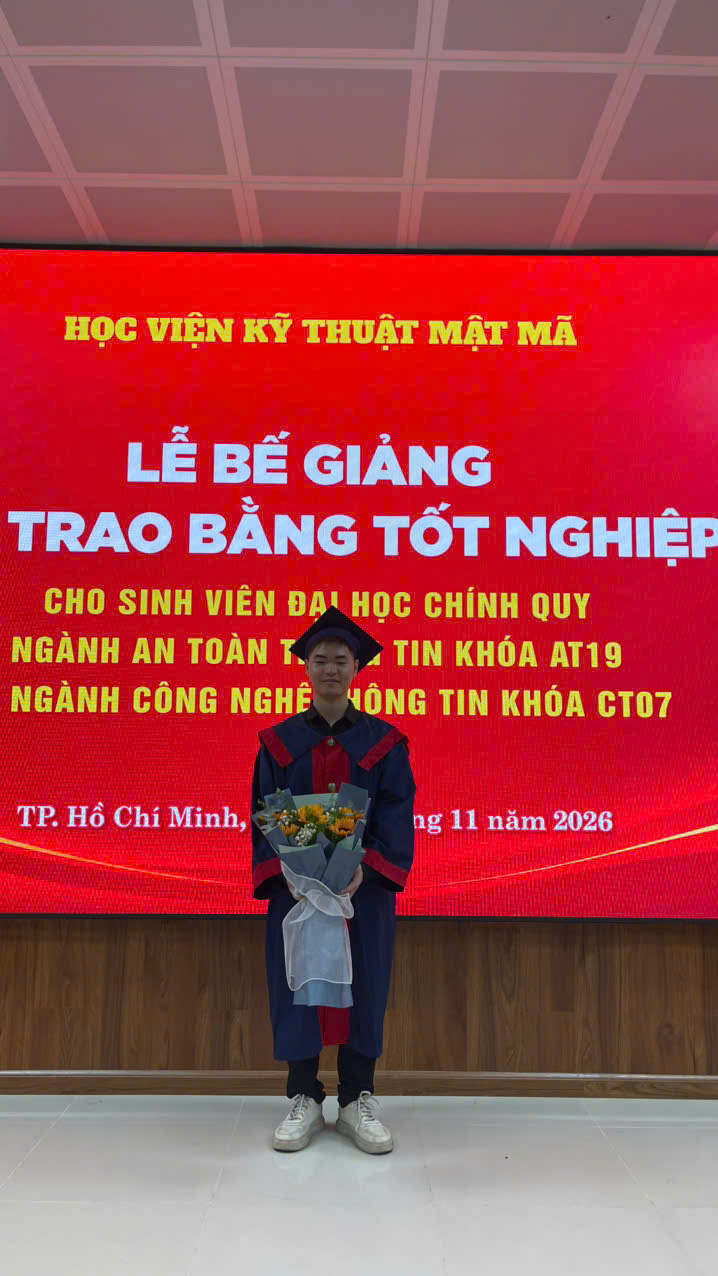 HỌC VIỆN KỸ THUẬT MẬT MÃ
LỄ BẾ GIẢNG
TRAO BẰNG TỐT NGHIỆP
CHO SINH VIÊN ĐẠI HỌC CHÍNH QUY
NGÀNH AN TOÀN TIN KHÓA AT19
NGÀNH CÔNG NGHỆ THÔNG TIN KHÓA CT07
TP. Hồ Chí Minh, 11 năm 2026